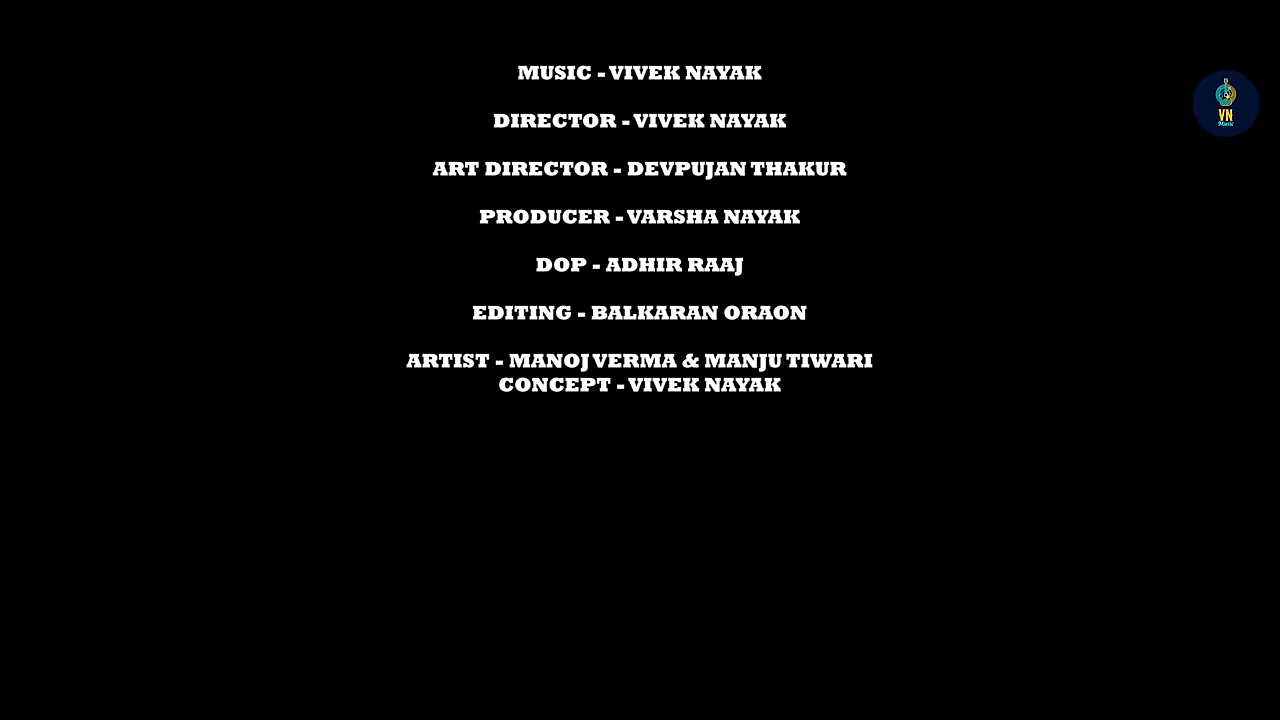 MUSIC - VIVEK NAYAK
DIRECTOR - VIVEK NAYAK
ART DIRECTOR - DEVPUJAN THAKUR
PRODUCER - VARSHA NAYAK
DOP - ADHIR RAAJ
EDITING - BALKARAN ORAON
ARTIST - MANOJ VERMA & MANJU TIWARI
CONCEPT - VIVEK NAYAK
VN
Music